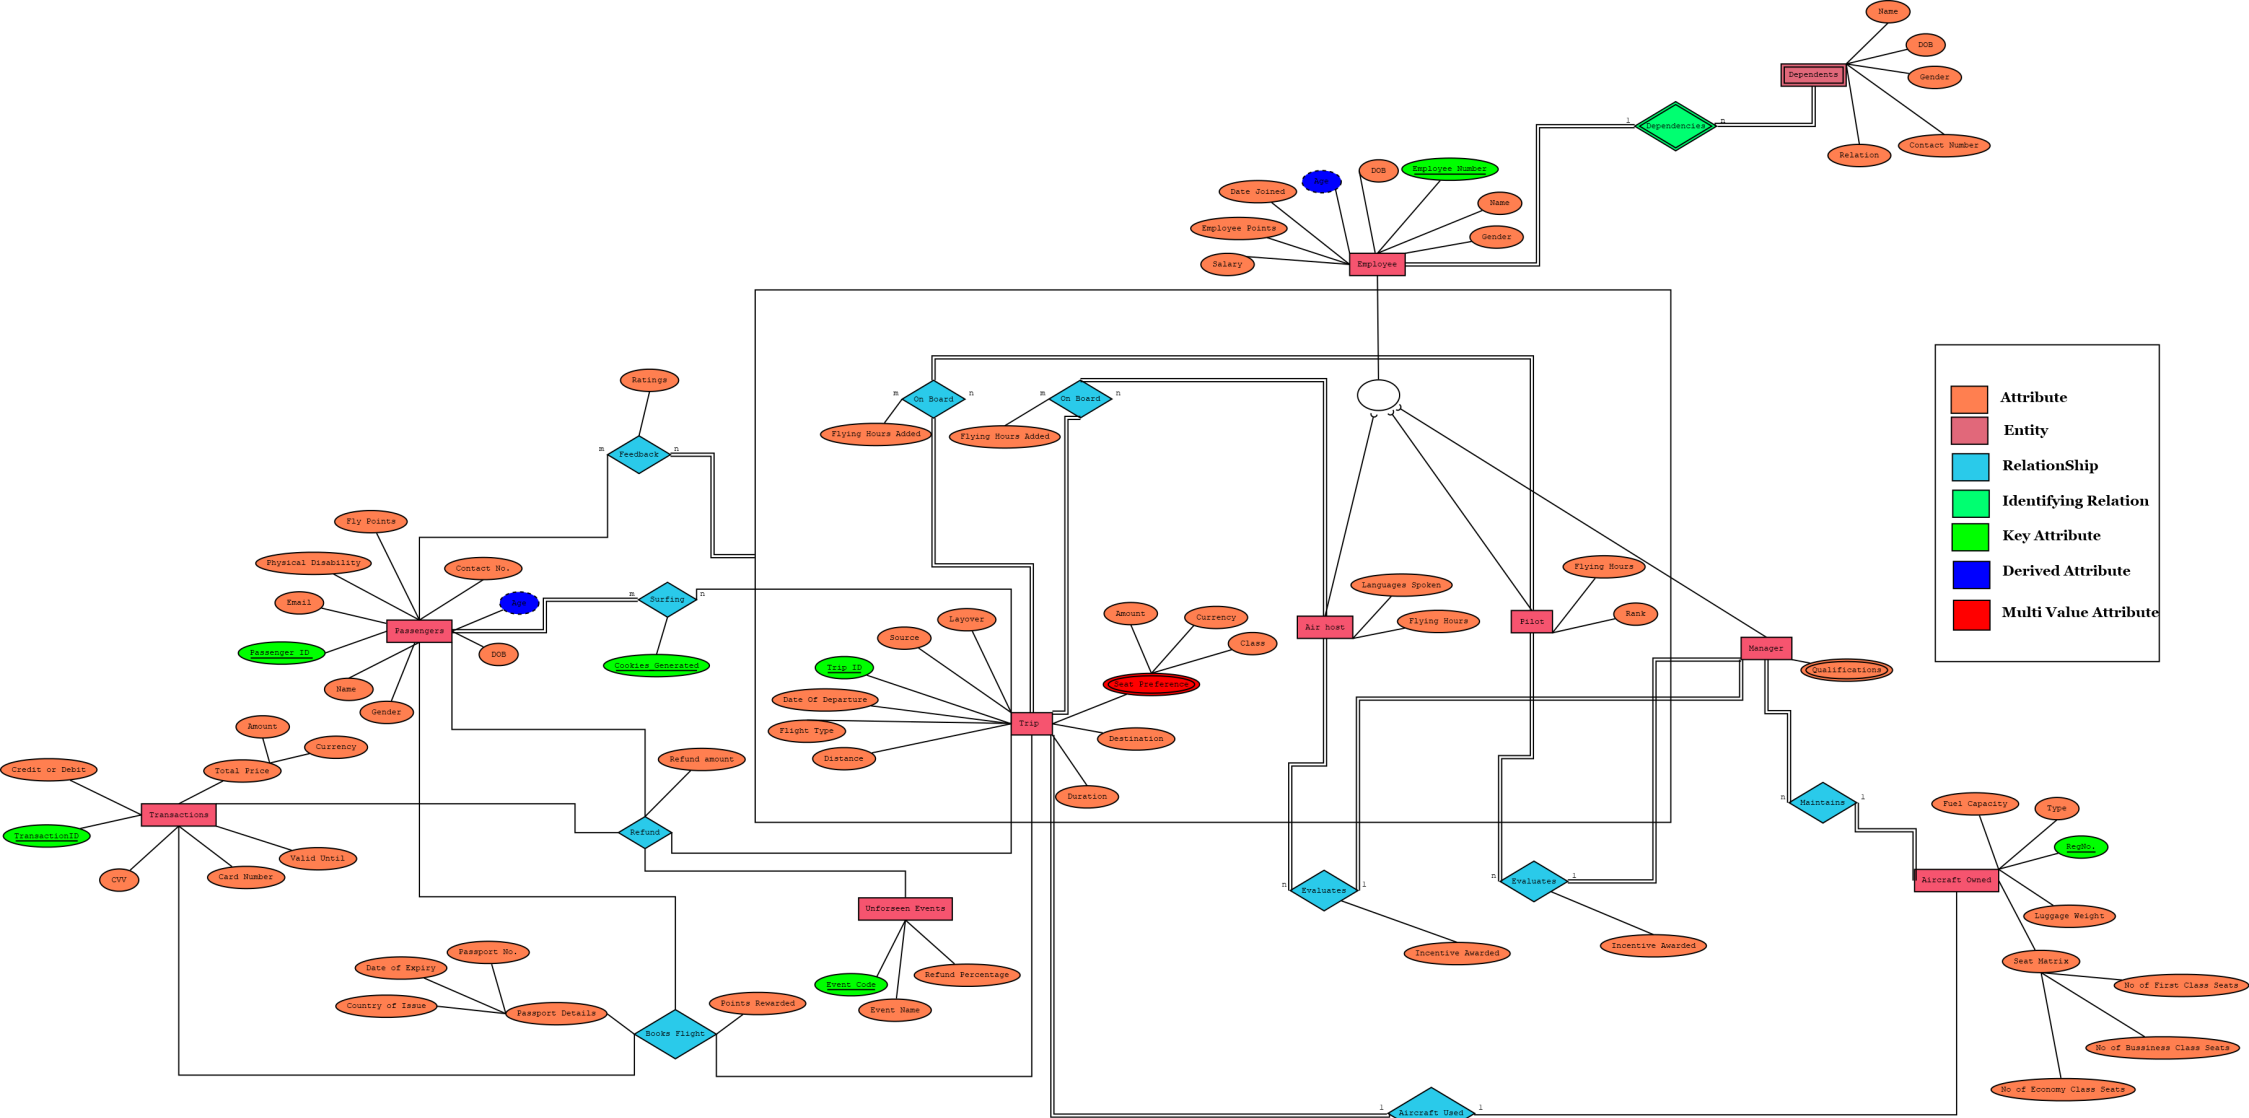 Name
DOB
Dependents
Gender
1
Dependencies
n
Contact Number
Relation
Employee Number
DOB
Age
Date Joined
Name
Employee Points
Gender
Salary
Employee
Ratings
m
On Board
n
m
On Board
n
Flying Hours Added
Flying Hours Added
m
Feedback
n
Attribute
Entity
RelationShip
Identifying Relation
Key Attribute
Derived Attribute
Multi Value Attribute
Fly Points
Physical Disability
Contact No.
Email
Age
m
Surfing
n
Passengers
Passenger ID
DOB
Cookies Generated
Name
Gender
Languages Spoken
Flying Hours
Flying Hours
Rank
Air host
Pilot
Manager
Qualifications
Layover
Source
Amount
Currency
Class
Trip ID
Seat Preference
Date Of Departure
Trip
Flight Type
Destination
Distance
Duration
Amount
Currency
Credit or Debit
Total Price
Refund amount
Transactions
Refund
TransactionID
Valid Until
CVV
Card Number
n
Maintains
1
Fuel Capacity
Type
RegNo.
Aircraft Owned
n
Evaluates
1
n
Evaluates
1
Luggage Weight
Incentive Awarded
Incentive Awarded
Seat Matrix
No of First Class Seats
No of Bussiness Class Seats
No of Economy Class Seats
Unforseen Events
Refund Percentage
Event Code
Event Name
Passport No.
Date of Expiry
Country of Issue
Passport Details
Points Rewarded
Books Flight
1
Aircraft Used
1